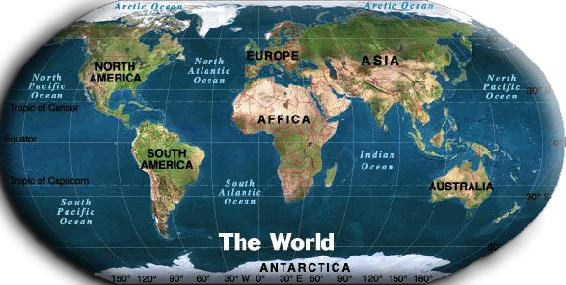 Arctic Ocean
Arctic Ocean
NORTH
AMERICA
EUROPE
ASIA
North
Atlantic
Ocean
North
Pacific
Ocean
North
Pacific
Ocean
30°
Tropic of Cancer
AFRICA
Equator
0°
SOUTH
AMERICA
Indian
Ocean
Tropic of Capricorn
AUSTRALIA
South
Atlantic
Ocean
30° S
South
Pacific
Ocean
The World
60°
ANTARCTICA
150° 120° 90° 60° 30° W 0° 30° E 60° 90° 120° 150° 180°